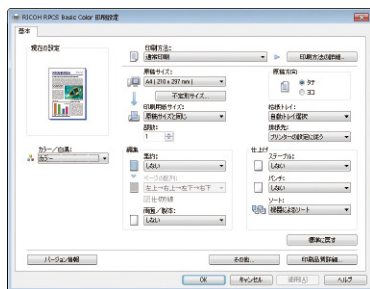 RICOH RPCS Basic Color 印刷設定
基本
現在の設定
カラー/白黒:
カラー
バージョン情報
印刷方法:
通常印刷
印刷方法の詳細...
原稿サイズ:
A4 (210 x 297 mm)
不定形サイズ...
原稿方向:
タテ
ヨコ
印刷用紙サイズ:
原稿サイズと同じ
給紙トレイ:
自動トレイ選択
部数:
1
排紙先:
プリンターの設定に従う
編集
集約:
しない
ページの配列:
左上→右上→左下→右下
仕切り線
両面/製本:
しない
仕上げ
ステープル:
しない
パンチ:
しない
ソート:
機器によるソート
標準に戻す
その他...
印刷品質詳細...
OK
キャンセル
適用(A)
ヘルプ